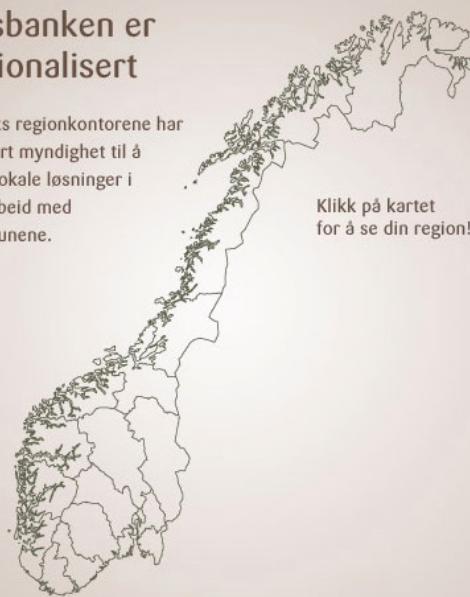 sbanken er
ionalisert
s regionkontorene har
rt myndighet til å
okale løsninger i
beid med
unene.
Klikk på kartet
for å se din region!